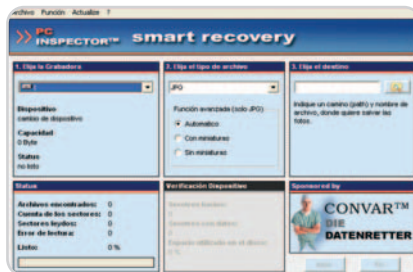 Archivo Función Actualize ?
PC INSPECTOR™ smart recovery
1. Elija la Grabadora
Dispositivo:
cambio de dispositivo
Capacidad:
0 Byte
Status
no listo
2. Elija el tipo de archivo
JPG
Función avanzada (solo JPG)
Automatico
Con miniaturas
Sin miniaturas
3. Elija el destino
Indique un camino (path) y nombre de
archivo, donde quiere salvar las
fotos.
Status
Archivos encontrados: 0
Cuenta de los sectores: 0
Sectores leydos: 0
Error de lectura: 0
Listo: 0 %
Verificación Dispositivo
Sponsored by
CONVAR™
DIE
DATENRETTER